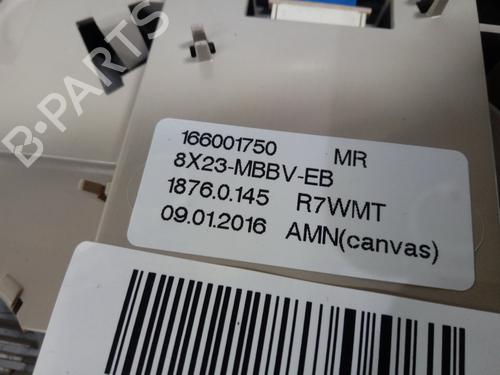 B-PARTS
166001750 MR
8X23-MBBV-EB
1876.0.145 R7WMT
09.01.2016 AMN(canvas)